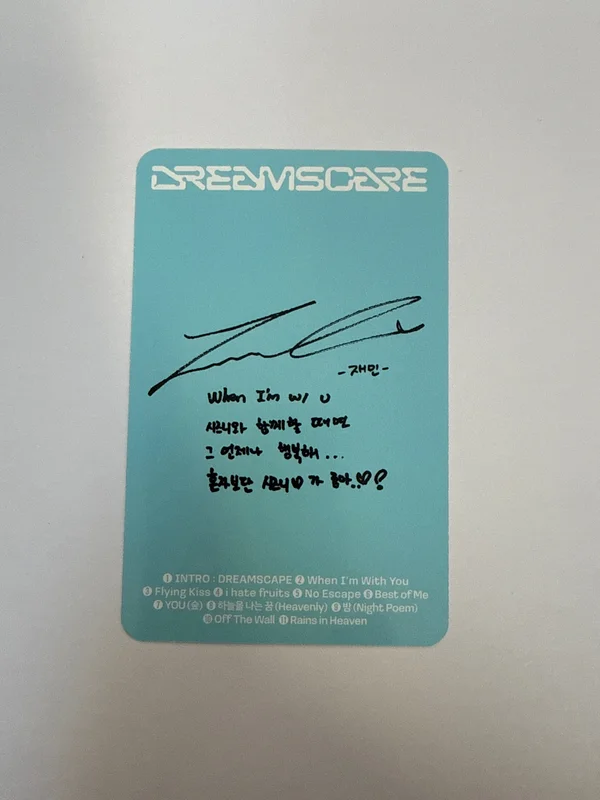 DREAMSCAPE
-재민-
When I'm w/ U
시즈니와 함께할 때면
그 언제나 행복해...
혼자보단 시즈니♡가 좋아..♡?
❶ INTRO : DREAMSCAPE ❷ When I'm With You
❸ Flying Kiss ❹ i hate fruits ❺ No Escape ❻ Best of Me
❼ YOU (숲) ❽ 하늘을 나는 꿈 (Heavenly) ❾ 밤 (Night Poem)
❿ Off The Wall ⓫ Rains in Heaven